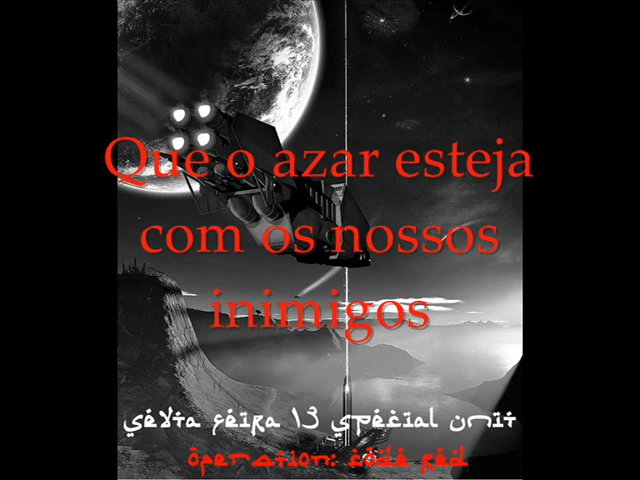 Que o azar esteja
com os nossos
inimigos
Sexta feira 13 Special Unit
Operation: Code Red